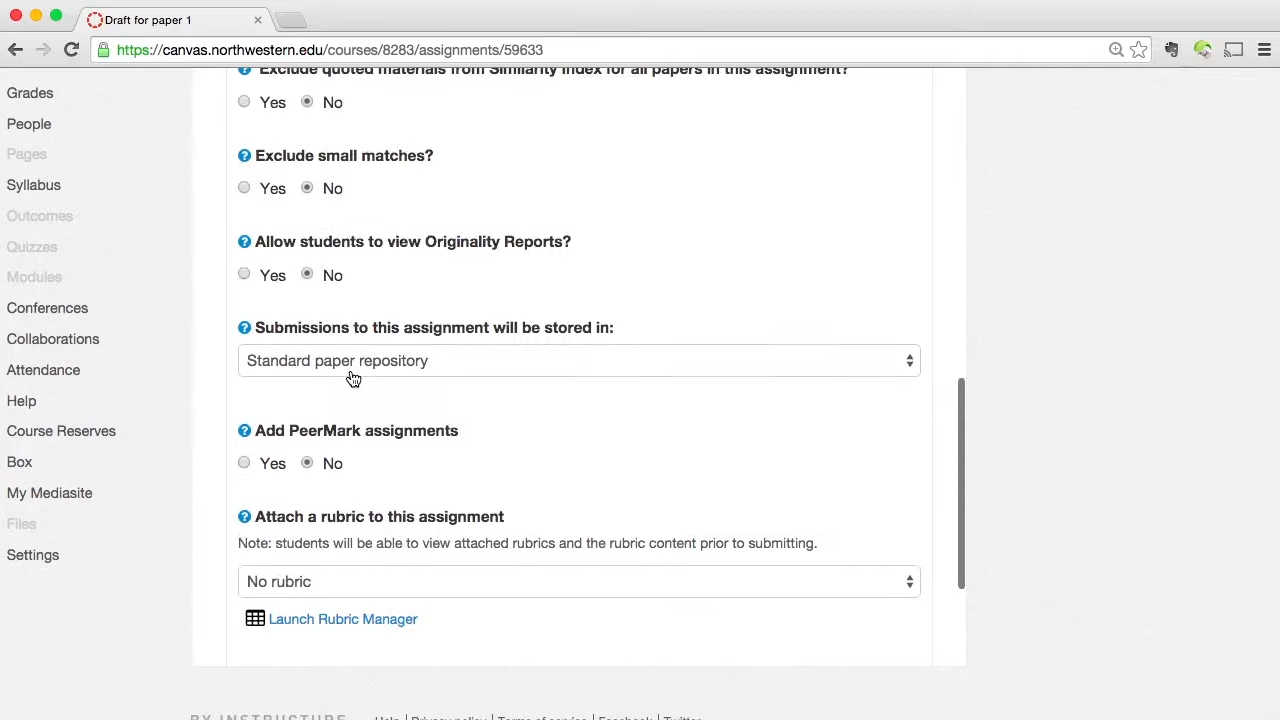 Draft for paper 1
https://canvas.northwestern.edu/courses/8283/assignments/59633
Grades
People
Pages
Syllabus
Outcomes
Quizzes
Modules
Conferences
Collaborations
Attendance
Help
Course Reserves
Box
My Mediasite
Files
Settings
Exclude quoted materials from Similarity Index for all papers in this assignment?
Yes No
Exclude small matches?
Yes No
Allow students to view Originality Reports?
Yes No
Submissions to this assignment will be stored in:
Standard paper repository
Add PeerMark assignments
Yes No
Attach a rubric to this assignment
Note: students will be able to view attached rubrics and the rubric content prior to submitting.
No rubric
Launch Rubric Manager
BY INSTRUCTURE Help | Privacy policy | Terms of service | Facebook | Twitter